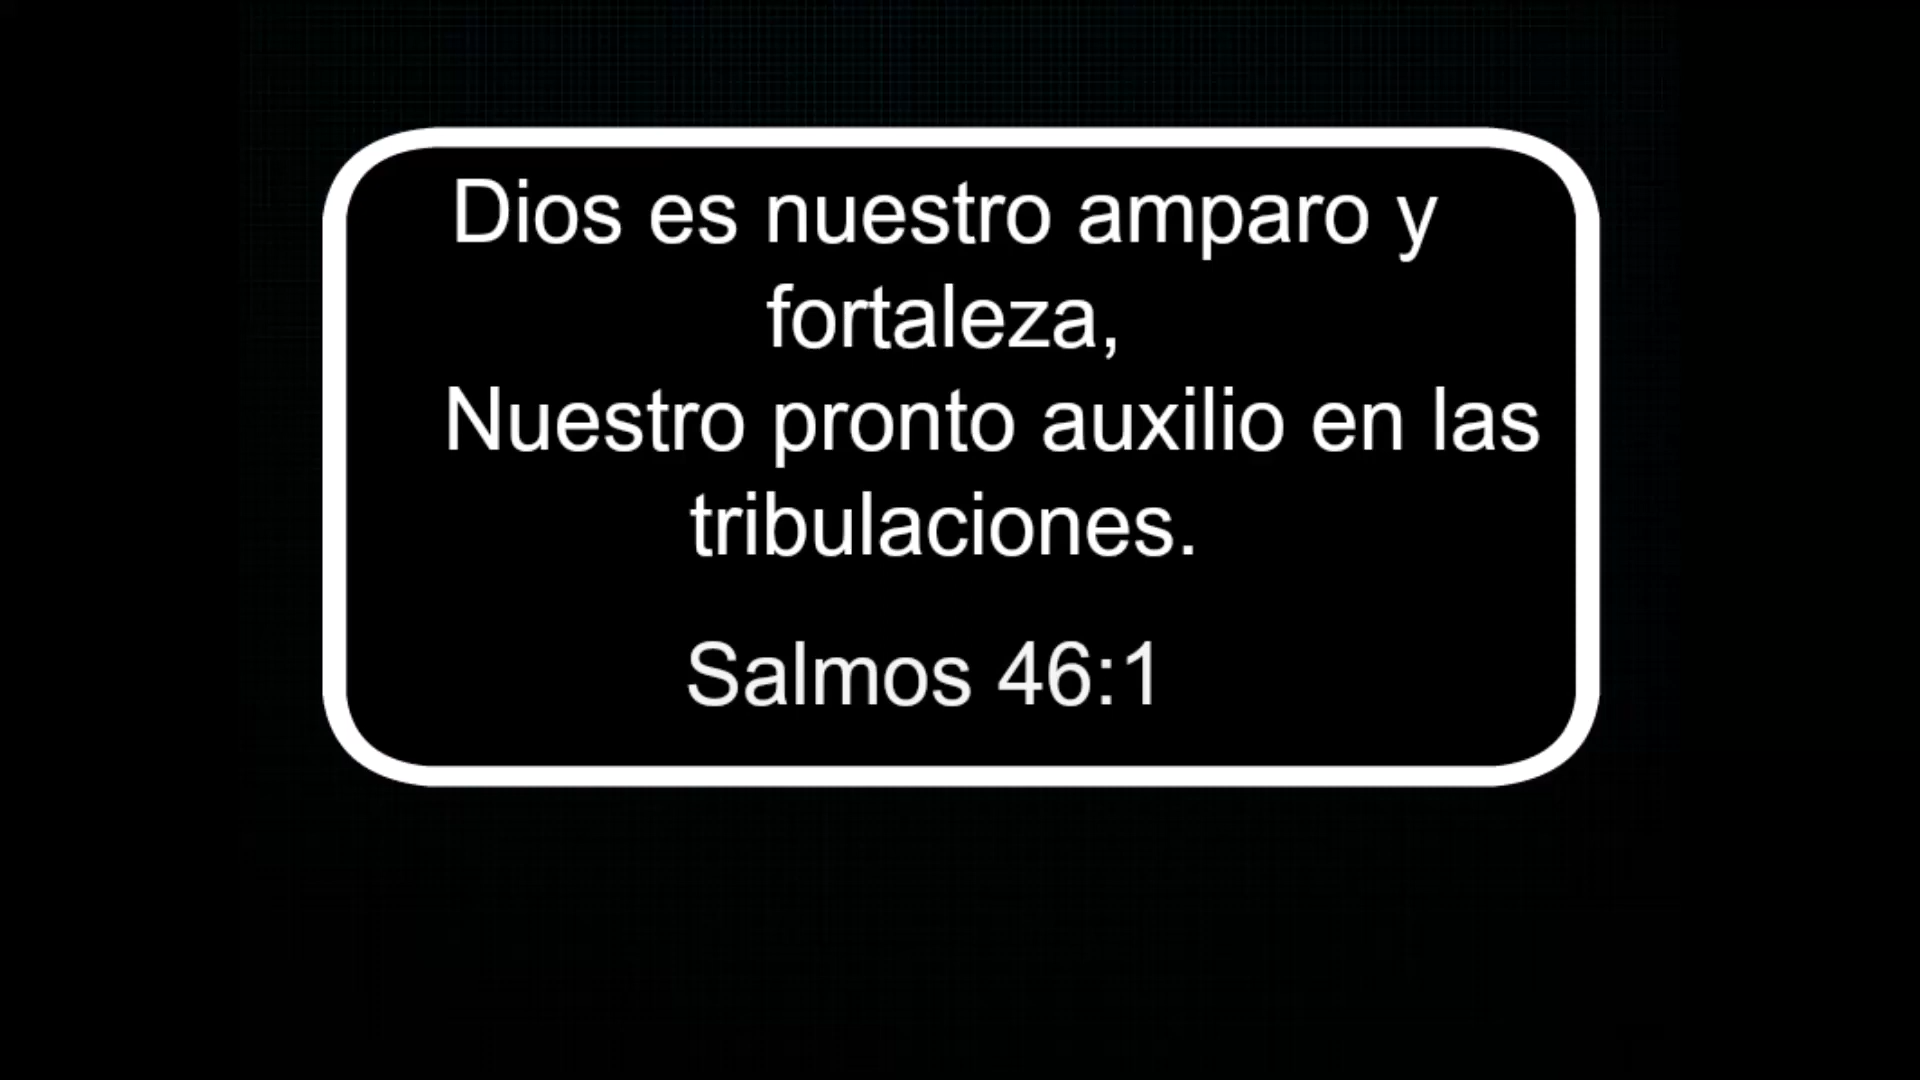 Dios es nuestro amparo y
fortaleza,
Nuestro pronto auxilio en las
tribulaciones.
Salmos 46:1